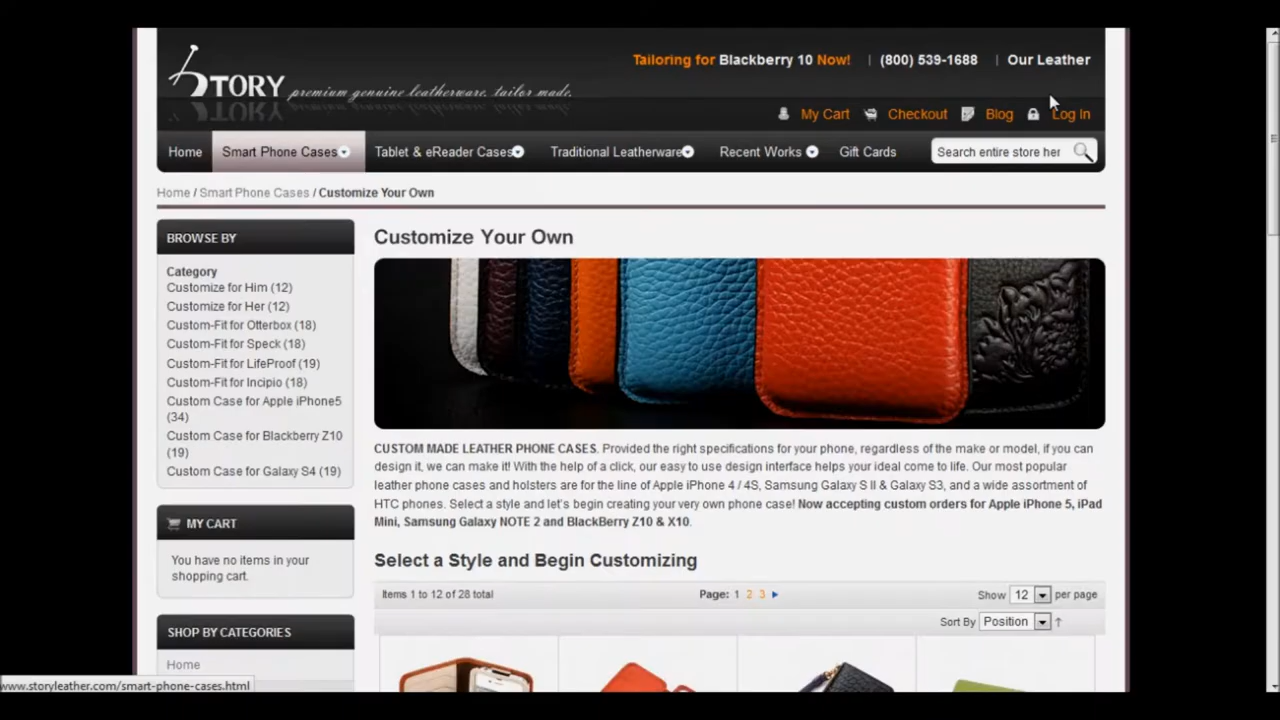 Tailoring for Blackberry 10 Now! | (800) 539-1688 | Our Leather
STORY premium genuine leatherware. tailor made.
My Cart Checkout Blog Log In
Home Smart Phone Cases Tablet & eReader Cases Traditional Leatherware Recent Works Gift Cards Search entire store her
Home / Smart Phone Cases / Customize Your Own
BROWSE BY
Category
Customize for Him (12)
Customize for Her (12)
Custom-Fit for Otterbox (18)
Custom-Fit for Speck (18)
Custom-Fit for LifeProof (19)
Custom-Fit for Incipio (18)
Custom Case for Apple iPhone5
(34)
Custom Case for Blackberry Z10
(19)
Custom Case for Galaxy S4 (19)
MY CART
You have no items in your
shopping cart.
SHOP BY CATEGORIES
Home
Customize Your Own
CUSTOM MADE LEATHER PHONE CASES. Provided the right specifications for your phone, regardless of the make or model, if you can
design it, we can make it! With the help of a click, our easy to use design interface helps your ideal come to life. Our most popular
leather phone cases and holsters are for the line of Apple iPhone 4 / 4S, Samsung Galaxy S II & Galaxy S3, and a wide assortment of
HTC phones. Select a style and let's begin creating your very own phone case! Now accepting custom orders for Apple iPhone 5, iPad
Mini, Samsung Galaxy NOTE 2 and BlackBerry Z10 & X10.
Select a Style and Begin Customizing
Items 1 to 12 of 28 total Page: 1 2 3 Show 12 per page
Sort By Position
www.storyleather.com/smart-phone-cases.html